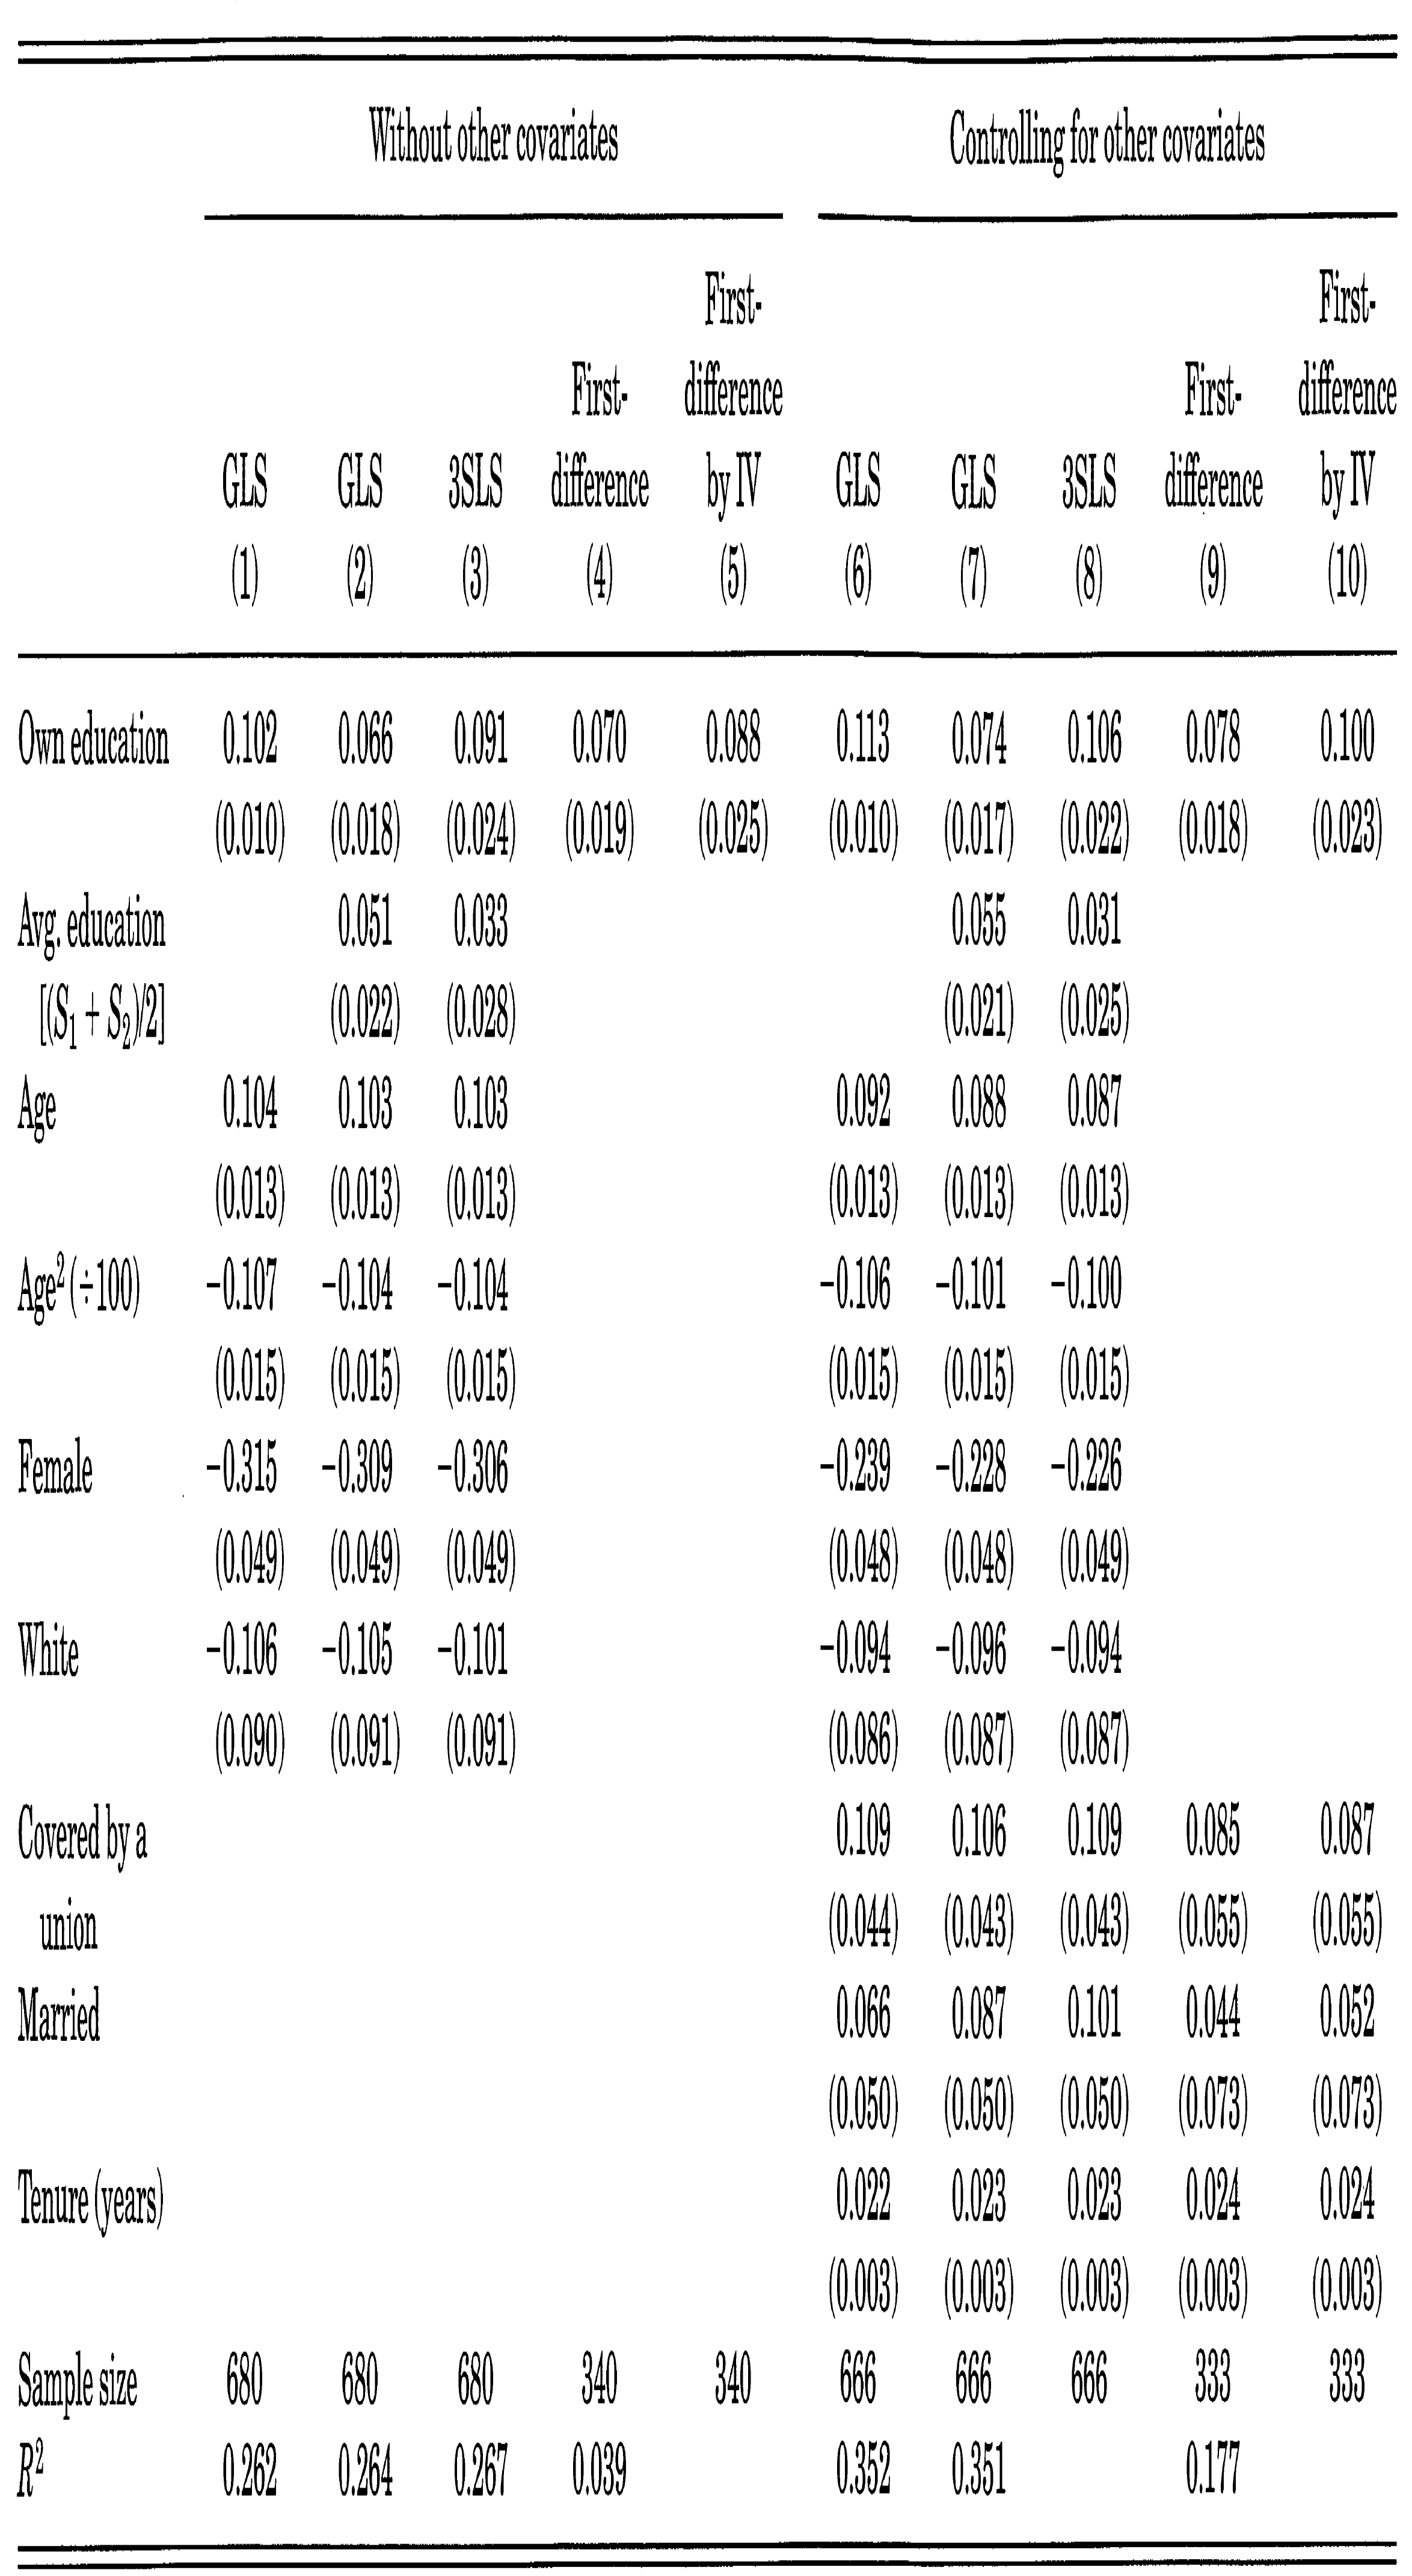 Without other covariates Controlling for other covariates
First- First-
First- difference First- difference
GLS GLS 3SLS difference by IV GLS GLS 3SLS difference by IV
(1) (2) (3) (4) (5) (6) (7) (8) (9) (10)
Own education 0.102 0.066 0.091 0.070 0.088 0.113 0.074 0.106 0.078 0.100
(0.010) (0.018) (0.024) (0.019) (0.025) (0.010) (0.017) (0.022) (0.018) (0.023)
Avg. education 0.051 0.033 0.055 0.031
[(S₁ + S₂)/2] (0.022) (0.028) (0.021) (0.025)
Age 0.104 0.103 0.103 0.092 0.088 0.087
(0.013) (0.013) (0.013) (0.013) (0.013) (0.013)
Age² (÷100) −0.107 −0.104 −0.104 −0.106 −0.101 −0.100
(0.015) (0.015) (0.015) (0.015) (0.015) (0.015)
Female −0.315 −0.309 −0.306 −0.239 −0.228 −0.226
(0.049) (0.049) (0.049) (0.048) (0.048) (0.049)
White −0.106 −0.105 −0.101 −0.094 −0.096 −0.094
(0.090) (0.091) (0.091) (0.086) (0.087) (0.087)
Covered by a 0.109 0.106 0.109 0.085 0.087
union (0.044) (0.043) (0.043) (0.055) (0.055)
Married 0.066 0.087 0.101 0.044 0.052
(0.050) (0.050) (0.050) (0.073) (0.073)
Tenure (years) 0.022 0.023 0.023 0.024 0.024
(0.003) (0.003) (0.003) (0.003) (0.003)
Sample size 680 680 680 340 340 666 666 666 333 333
R² 0.262 0.264 0.267 0.039 0.352 0.351 0.177